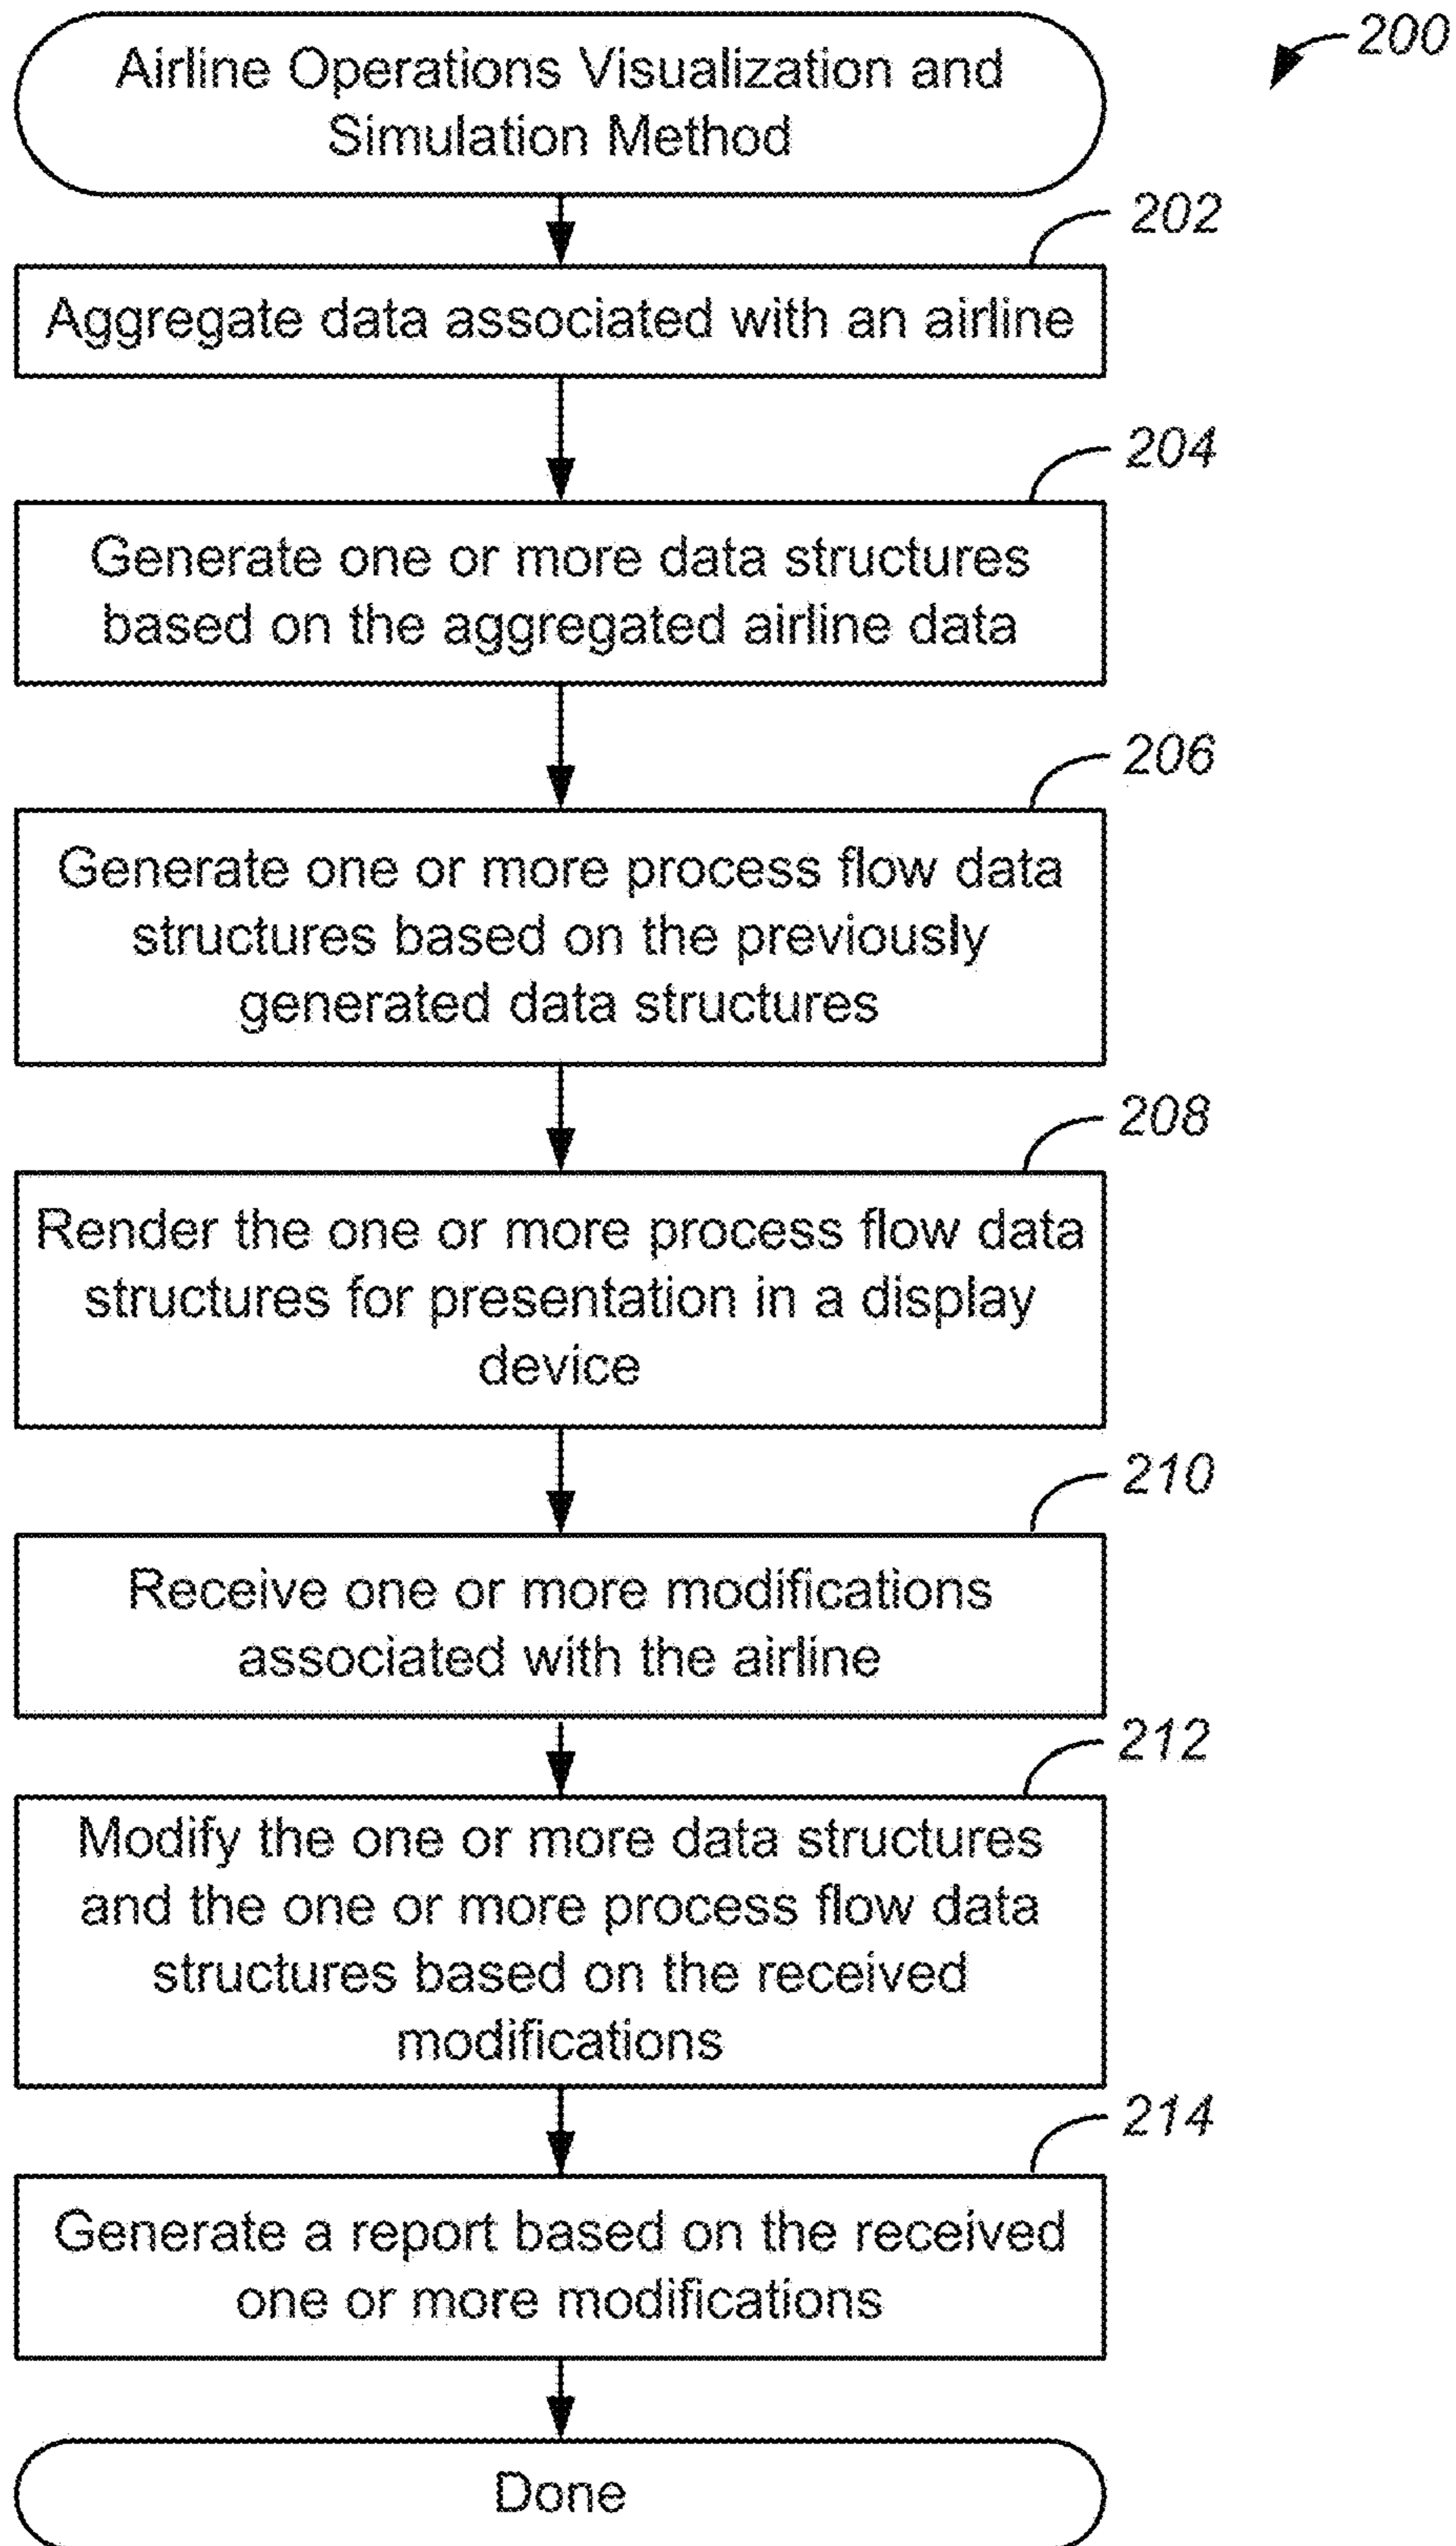 200
Airline Operations Visualization and
Simulation Method
202
Aggregate data associated with an airline
204
Generate one or more data structures
based on the aggregated airline data
206
Generate one or more process flow data
structures based on the previously
generated data structures
208
Render the one or more process flow data
structures for presentation in a display
device
210
Receive one or more modifications
associated with the airline
212
Modify the one or more data structures
and the one or more process flow data
structures based on the received
modifications
214
Generate a report based on the received
one or more modifications
Done